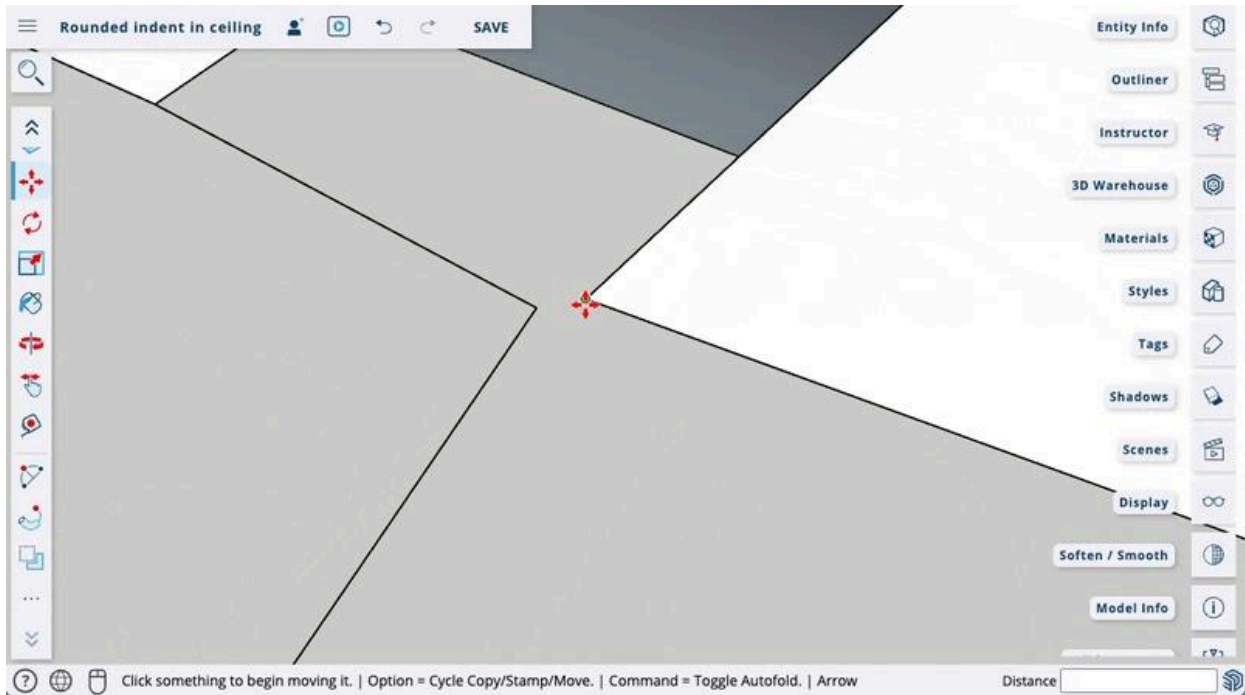 Rounded indent in ceiling SAVE
Entity Info
Outliner
Instructor
3D Warehouse
Materials
Styles
Tags
Shadows
Scenes
Display
Soften / Smooth
Model Info
Click something to begin moving it. | Option = Cycle Copy/Stamp/Move. | Command = Toggle Autofold. | Arrow Distance